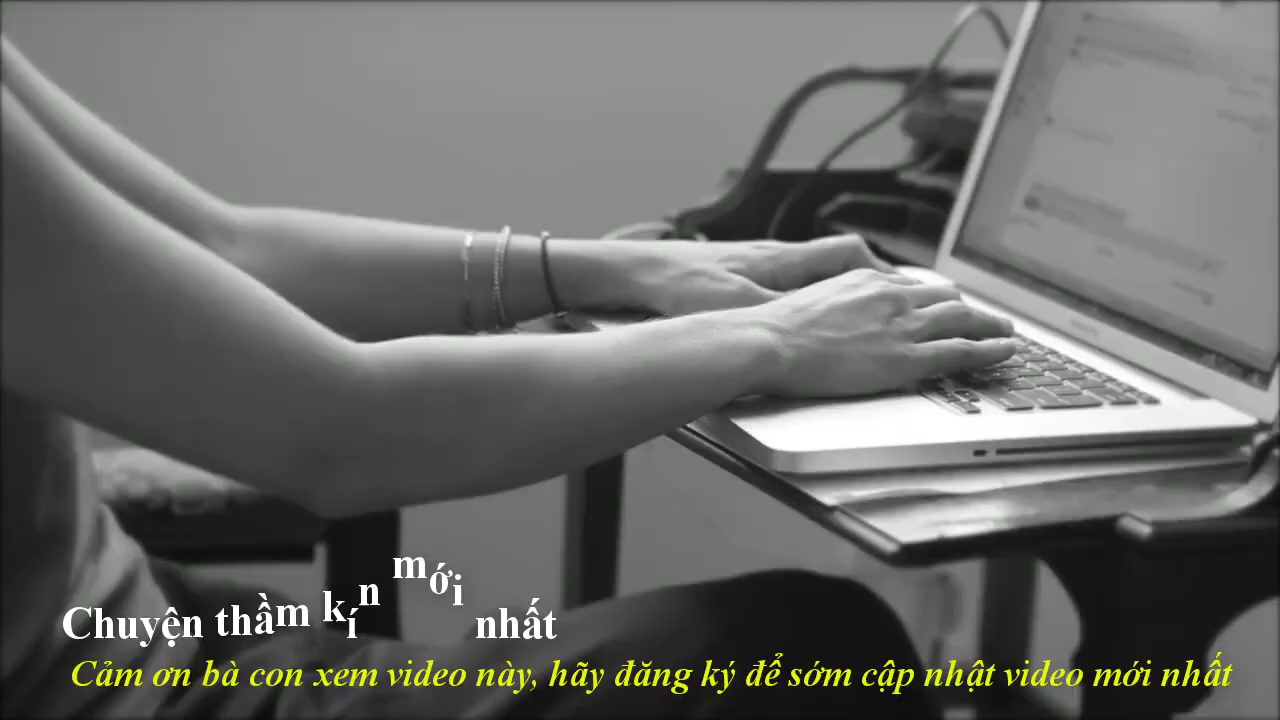 Chuyện thầm kín mới nhất
Cảm ơn bà con xem video này, hãy đăng ký để sớm cập nhật video mới nhất